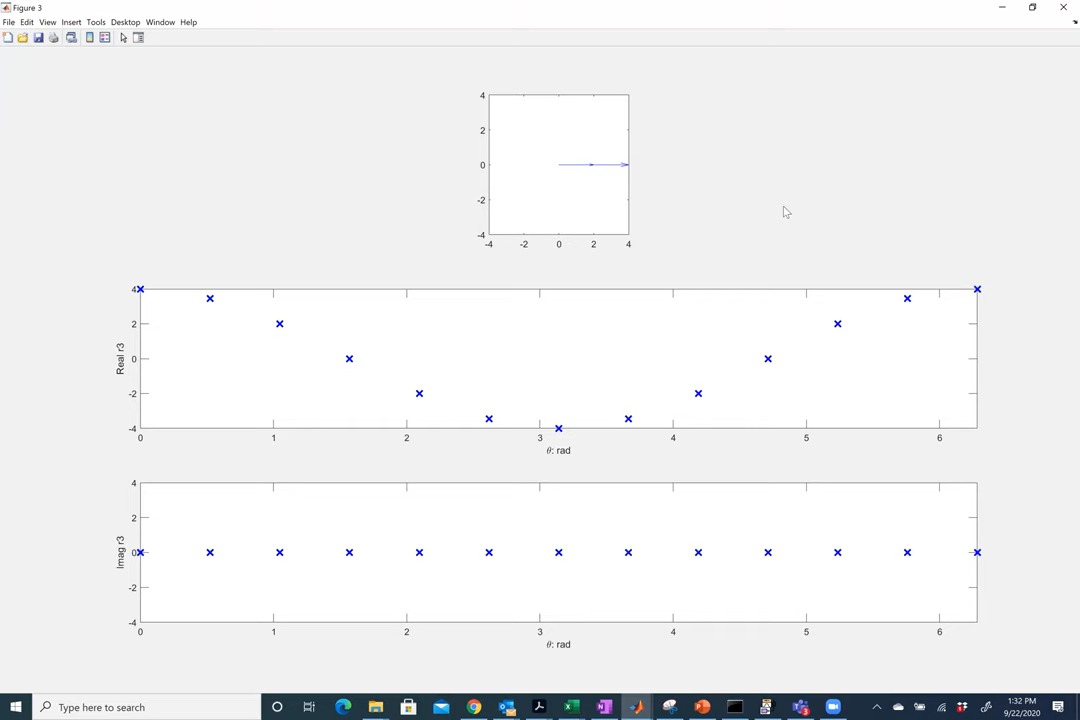 Figure 3
File Edit View Insert Tools Desktop Window Help
4
2
0
-2
-4
-4 -2 0 2 4
4
2
0
-2
-4
Real r3
0 1 2 3 4 5 6
θ: rad
4
2
0
-2
-4
Imag r3
0 1 2 3 4 5 6
θ: rad
Type here to search
1:32 PM
9/22/2020